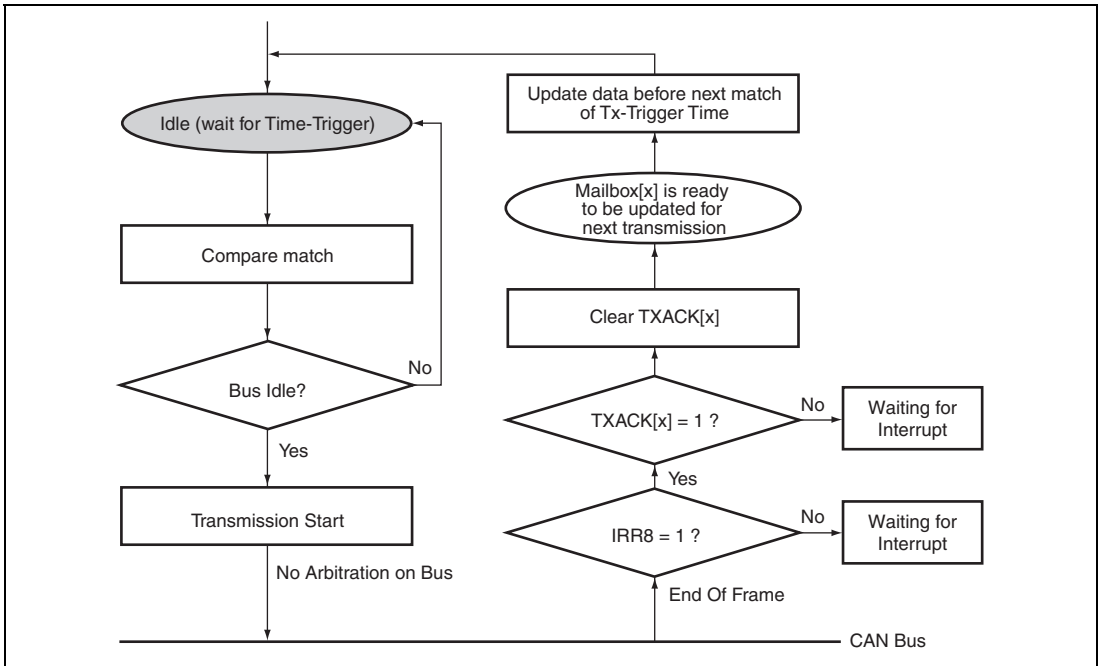 Idle (wait for Time-Trigger)
Compare match
Bus Idle?
No
Yes
Transmission Start
No Arbitration on Bus
Update data before next match
of Tx-Trigger Time
Mailbox[x] is ready
to be updated for
next transmission
Clear TXACK[x]
TXACK[x] = 1 ?
No
Waiting for
Interrupt
Yes
IRR8 = 1 ?
No
Waiting for
Interrupt
End Of Frame
CAN Bus